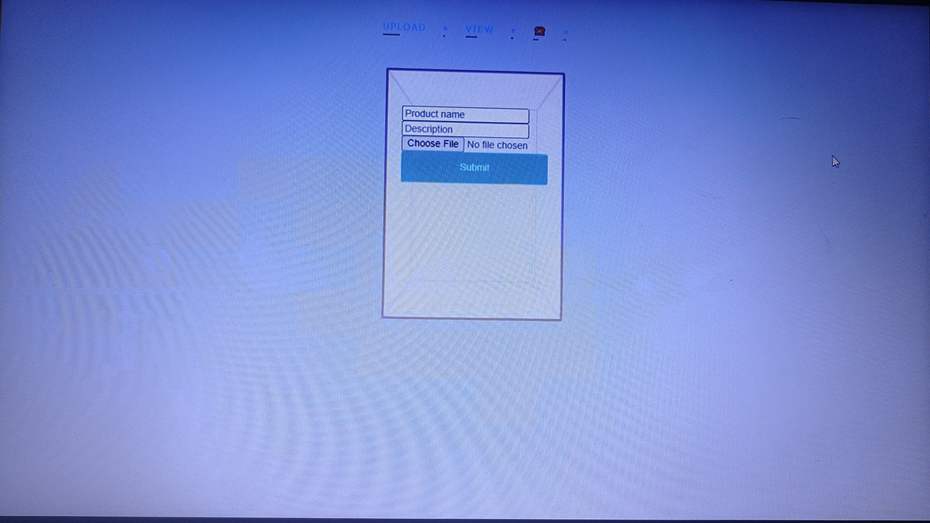 UPLOAD VIEW ☎
Product name
Description
Choose File No file chosen
Submit